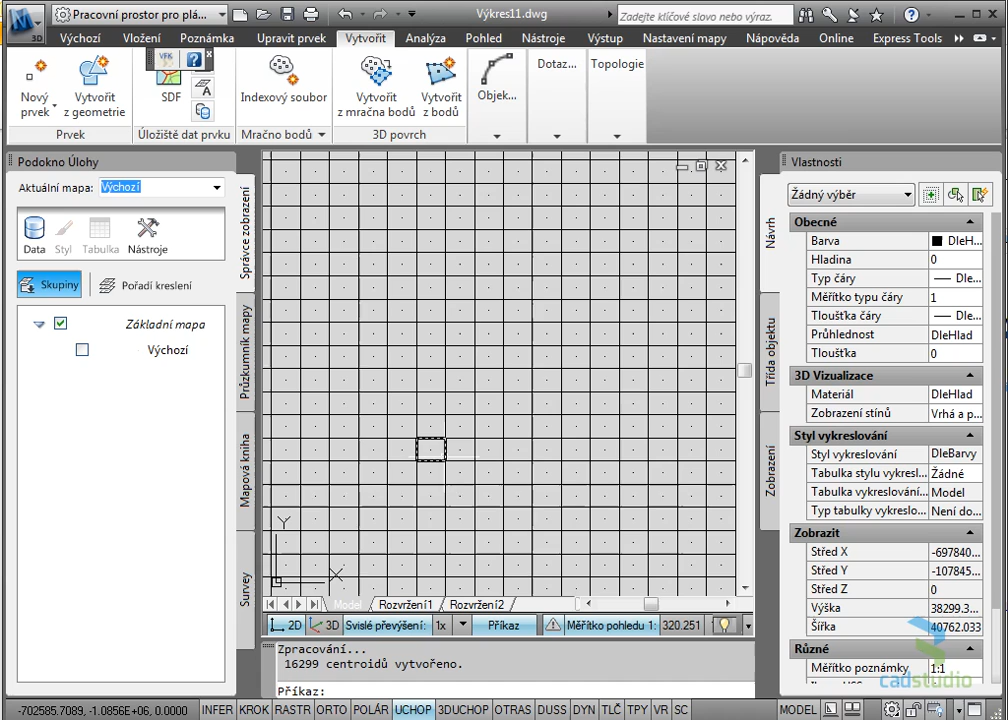 Pracovní prostor pro plá...
Výkres11.dwg
Zadejte klíčové slovo nebo výraz.
3D
Výchozí
Vložení
Poznámka
Upravit prvek
Vytvořit
Analýza
Pohled
Nástroje
Výstup
Nastavení mapy
Nápověda
Online
Express Tools
Nový prvek
Vytvořit z geometrie
VFK
SDF
Indexový soubor
Vytvořit z mračna bodů
Vytvořit z bodů
Objek...
Dotaz...
Topologie
Prvek
Úložiště dat prvku
Mračno bodů
3D povrch
Podokno Úlohy
Aktuální mapa:
Výchozí
Data
Styl
Tabulka
Nástroje
Skupiny
Pořadí kreslení
Základní mapa
Výchozí
Správce zobrazení
Průzkumník mapy
Mapová kniha
Survey
Y
X
Model
Rozvržení1
Rozvržení2
2D
3D
Svislé převýšení:
1x
Příkaz
Měřítko pohledu 1:
320.251
Zpracování...
16299 centroidů vytvořeno.
Příkaz:
Návrh
Třída objektu
Zobrazení
Vlastnosti
Žádný výběr
Obecné
Barva DleH...
Hladina 0
Typ čáry Dle...
Měřítko typu čáry 1
Tloušťka čáry Dle...
Průhlednost DleHlad
Tloušťka 0
3D Vizualizace
Materiál DleHlad
Zobrazení stínů Vrhá a p...
Styl vykreslování
Styl vykreslování DleBarvy
Tabulka stylu vykresl... Žádné
Tabulka vykreslování... Model
Typ tabulky vykreslo... Není do...
Zobrazit
Střed X -697840...
Střed Y -107845...
Střed Z 0
Výška 38299.3...
Šířka 40762.033
Různé
Měřítko poznámky 1:1
cadstudio
-702585.7089, -1.0856E+06, 0.0000
INFER
KROK
RASTR
ORTO
POLÁR
UCHOP
3DUCHOP
OTRAS
DUSS
DYN
TLČ
TPY
VR
SC
MODEL